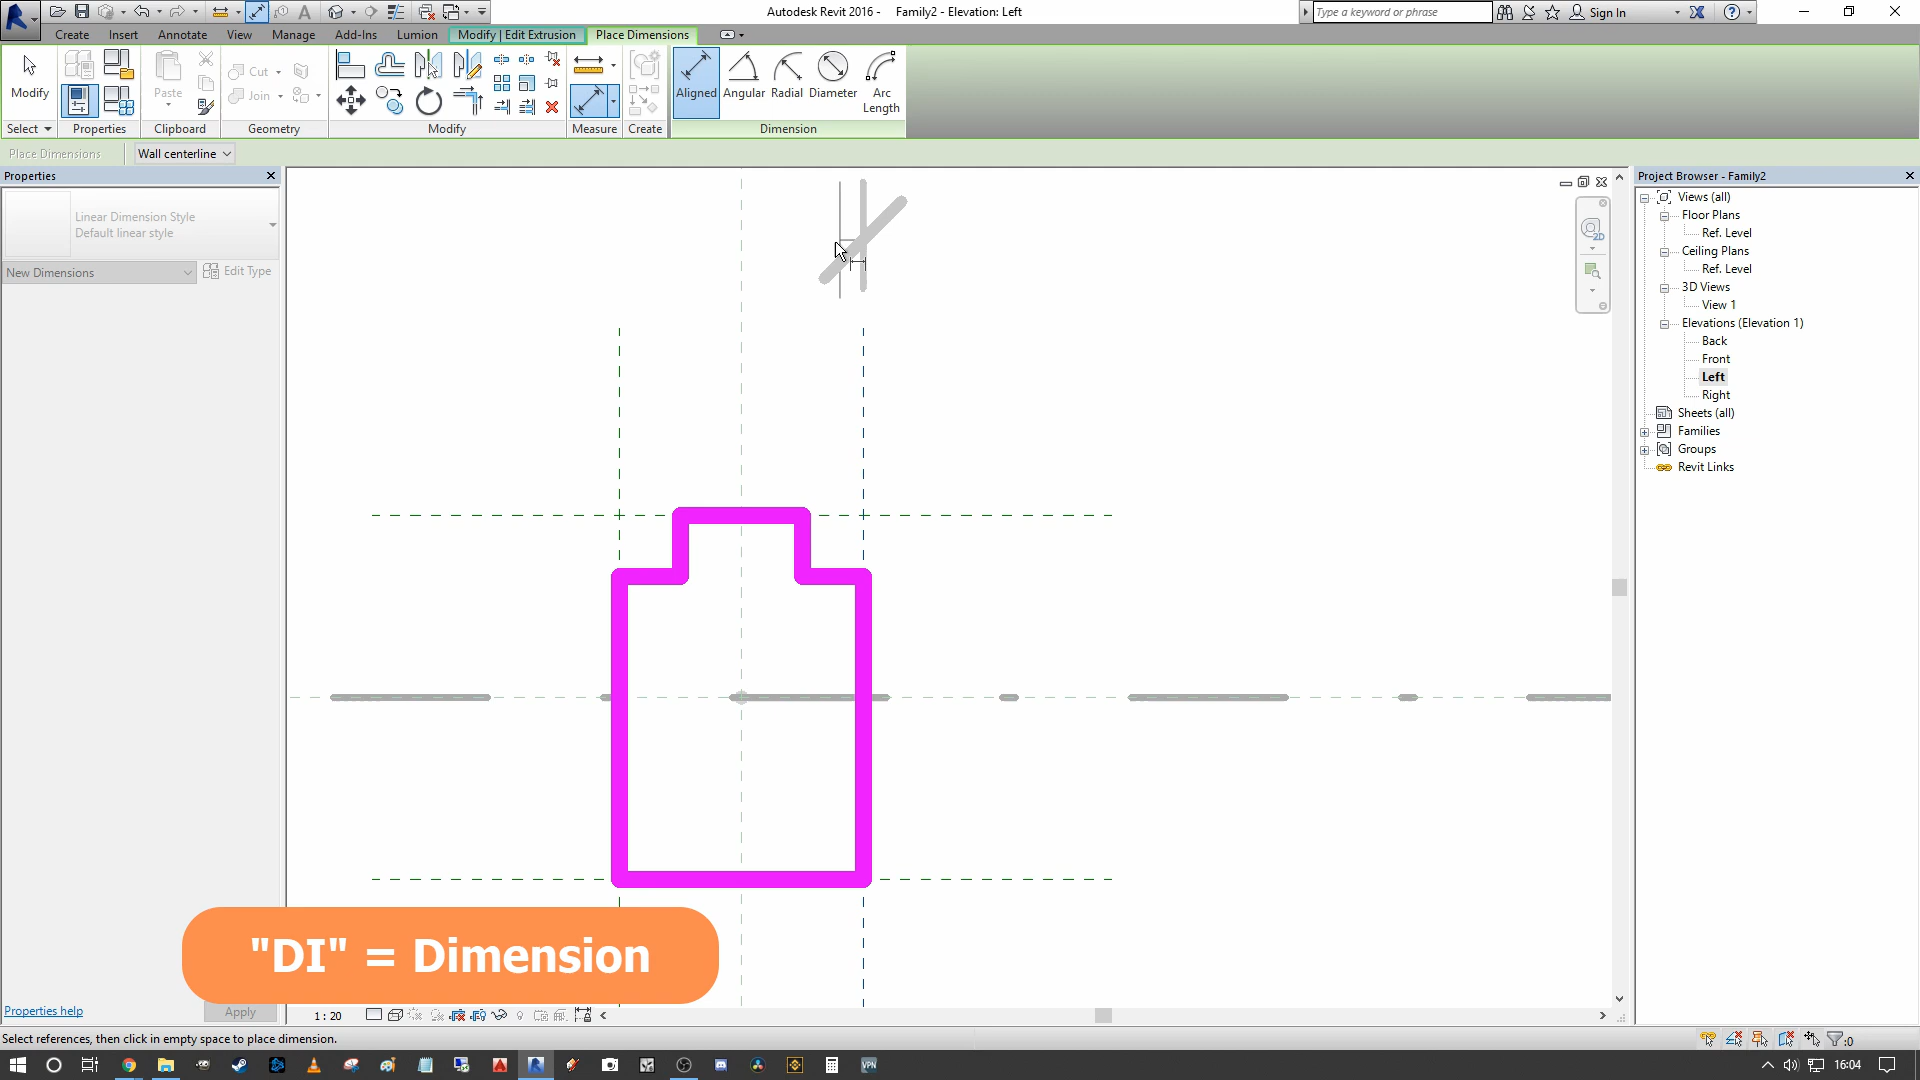 Autodesk Revit 2016 - Family2 - Elevation: Left
Type a keyword or phrase
Sign In
Create Insert Annotate View Manage Add-Ins Lumion Modify | Edit Extrusion Place Dimensions
Modify
Cut
Join
Paste
Aligned
Angular
Radial
Diameter
Arc
Length
Select Properties Clipboard Geometry Modify Measure Create Dimension
Place Dimensions
Wall centerline
Properties
Linear Dimension Style
Default linear style
New Dimensions
Edit Type
2D
Project Browser - Family2
Views (all)
Floor Plans
Ref. Level
Ceiling Plans
Ref. Level
3D Views
View 1
Elevations (Elevation 1)
Back
Front
Left
Right
Sheets (all)
Families
Groups
Revit Links
"DI" = Dimension
Properties help
Apply
1 : 20
Select references, then click in empty space to place dimension.
:0
VPN
16:04